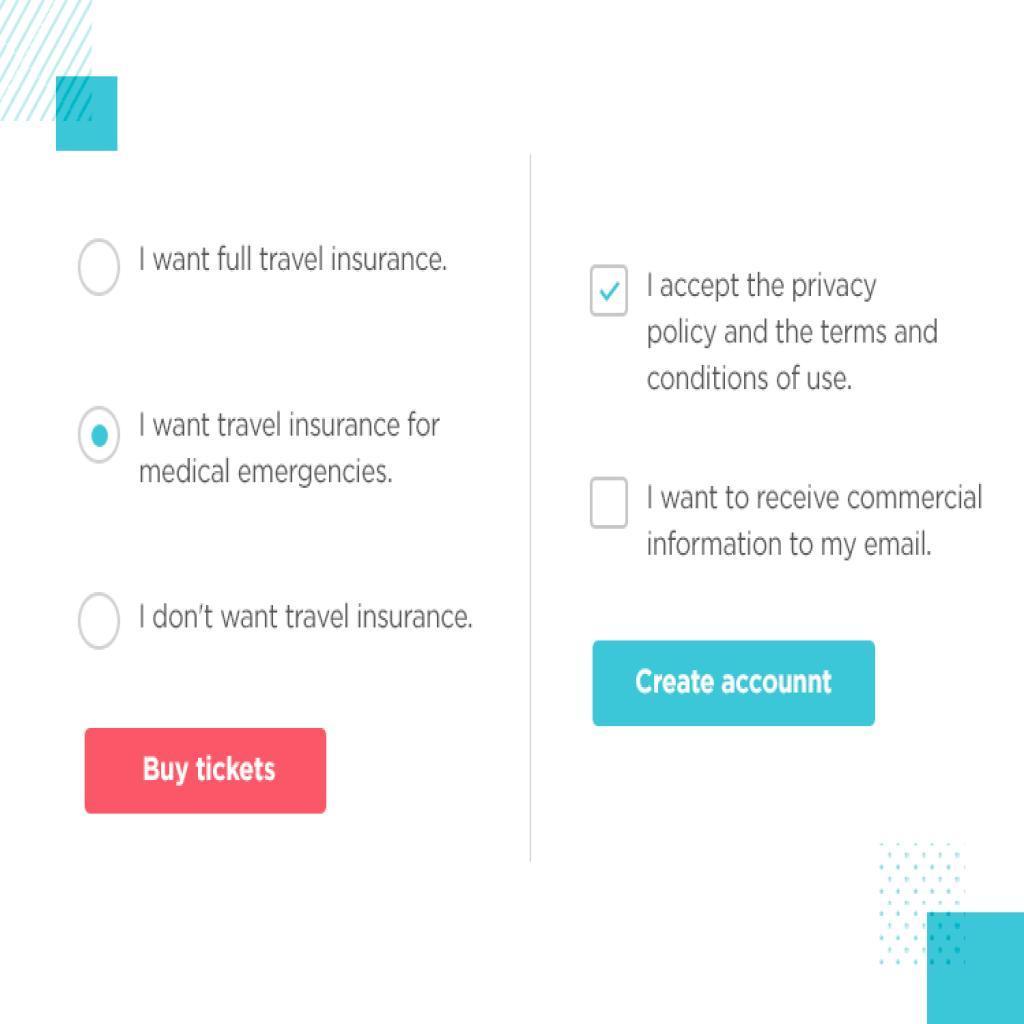 I want full travel insurance.
I want travel insurance for
medical emergencies.
I don't want travel insurance.
Buy tickets
I accept the privacy
policy and the terms and
conditions of use.
I want to receive commercial
information to my email.
Create accounnt